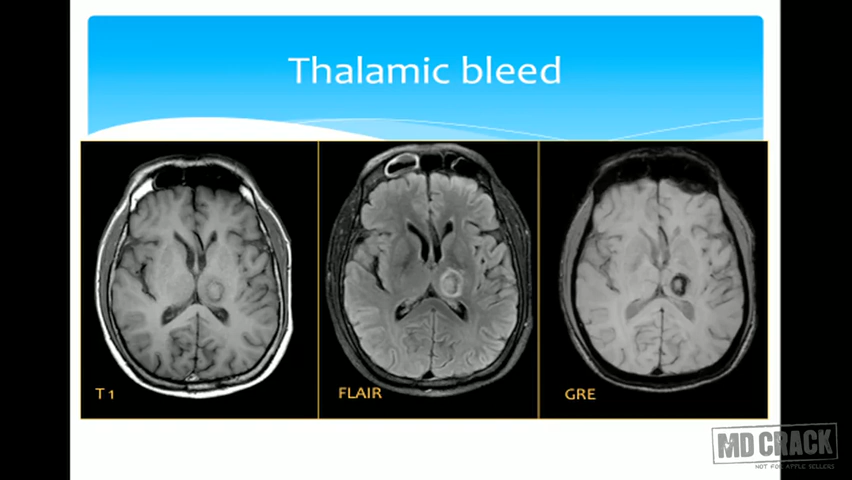 Thalamic bleed
T1
FLAIR
GRE
MD CRACK
NOT FOR APPLE SELLERS